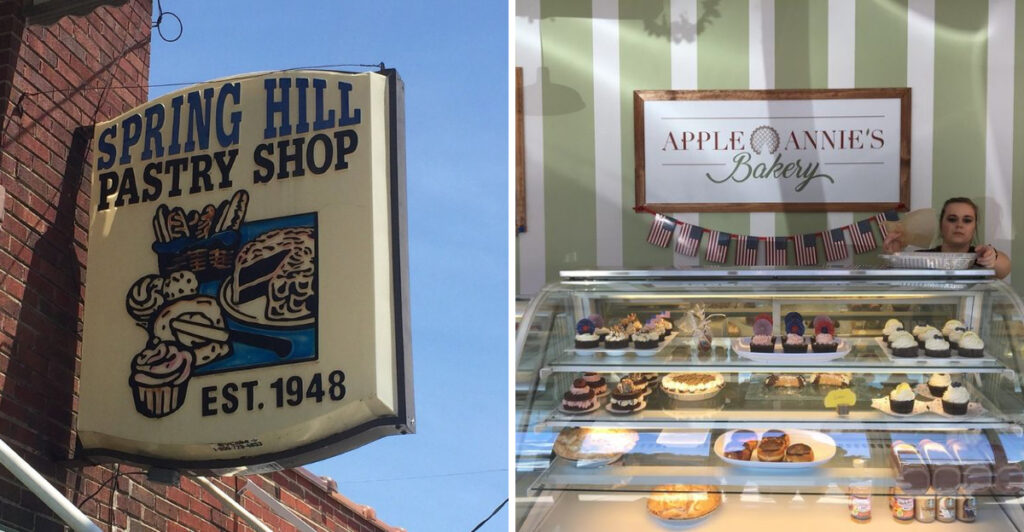 SPRING HILL
PASTRY SHOP
EST. 1948
APPLE ANNIE'S
Bakery